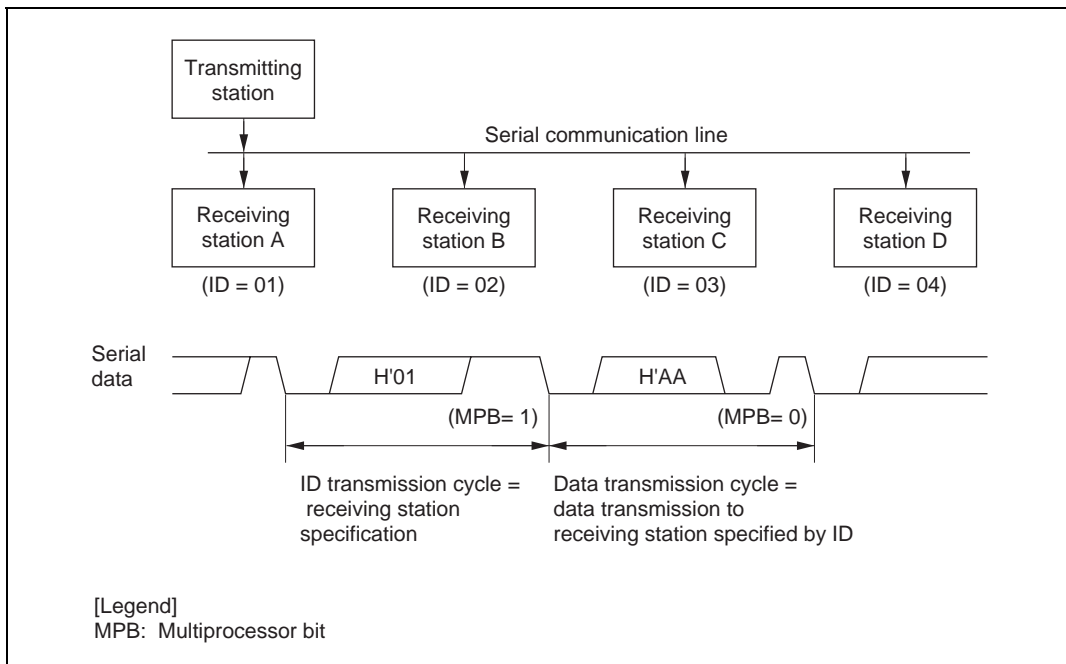 Transmitting
station
Serial communication line
Receiving
station A
Receiving
station B
Receiving
station C
Receiving
station D
(ID = 01)
(ID = 02)
(ID = 03)
(ID = 04)
Serial
data
H'01
H'AA
(MPB= 1)
(MPB= 0)
ID transmission cycle =
receiving station
specification
Data transmission cycle =
data transmission to
receiving station specified by ID
[Legend]
MPB: Multiprocessor bit